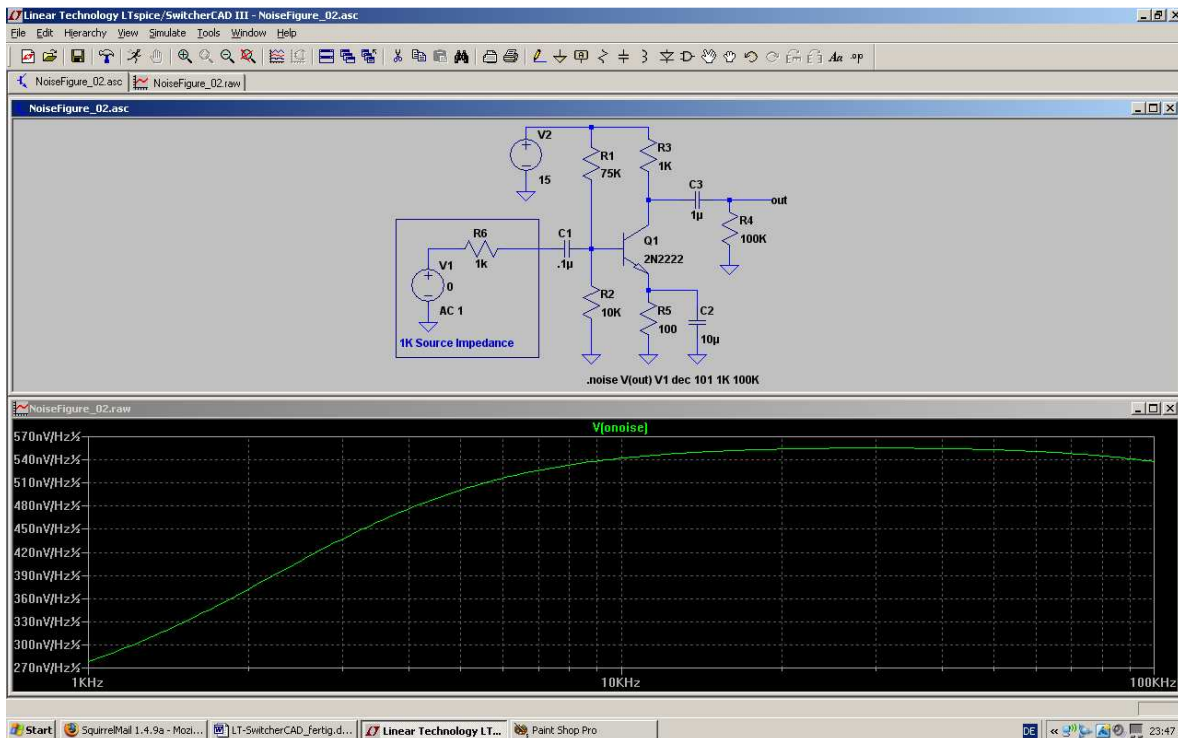 Linear Technology LTspice/SwitcherCAD III - NoiseFigure_02.asc
File Edit Hierarchy View Simulate Tools Window Help
Aa .op
NoiseFigure_02.asc NoiseFigure_02.raw
NoiseFigure_02.asc
V2
15
R1
75K
R3
1K
C3
1µ
out
R4
100K
R6
1k
C1
.1µ
Q1
2N2222
V1
0
AC 1
R2
10K
R5
100
C2
10µ
1K Source Impedance
.noise V(out) V1 dec 101 1K 100K
NoiseFigure_02.raw
V(onoise)
570nV/Hz½
540nV/Hz½
510nV/Hz½
480nV/Hz½
450nV/Hz½
420nV/Hz½
390nV/Hz½
360nV/Hz½
330nV/Hz½
300nV/Hz½
270nV/Hz½
1KHz 10KHz 100KHz
Start SquirrelMail 1.4.9a - Mozi... LT-SwitcherCAD_fertig.d... Linear Technology LT... Paint Shop Pro DE « 23:47